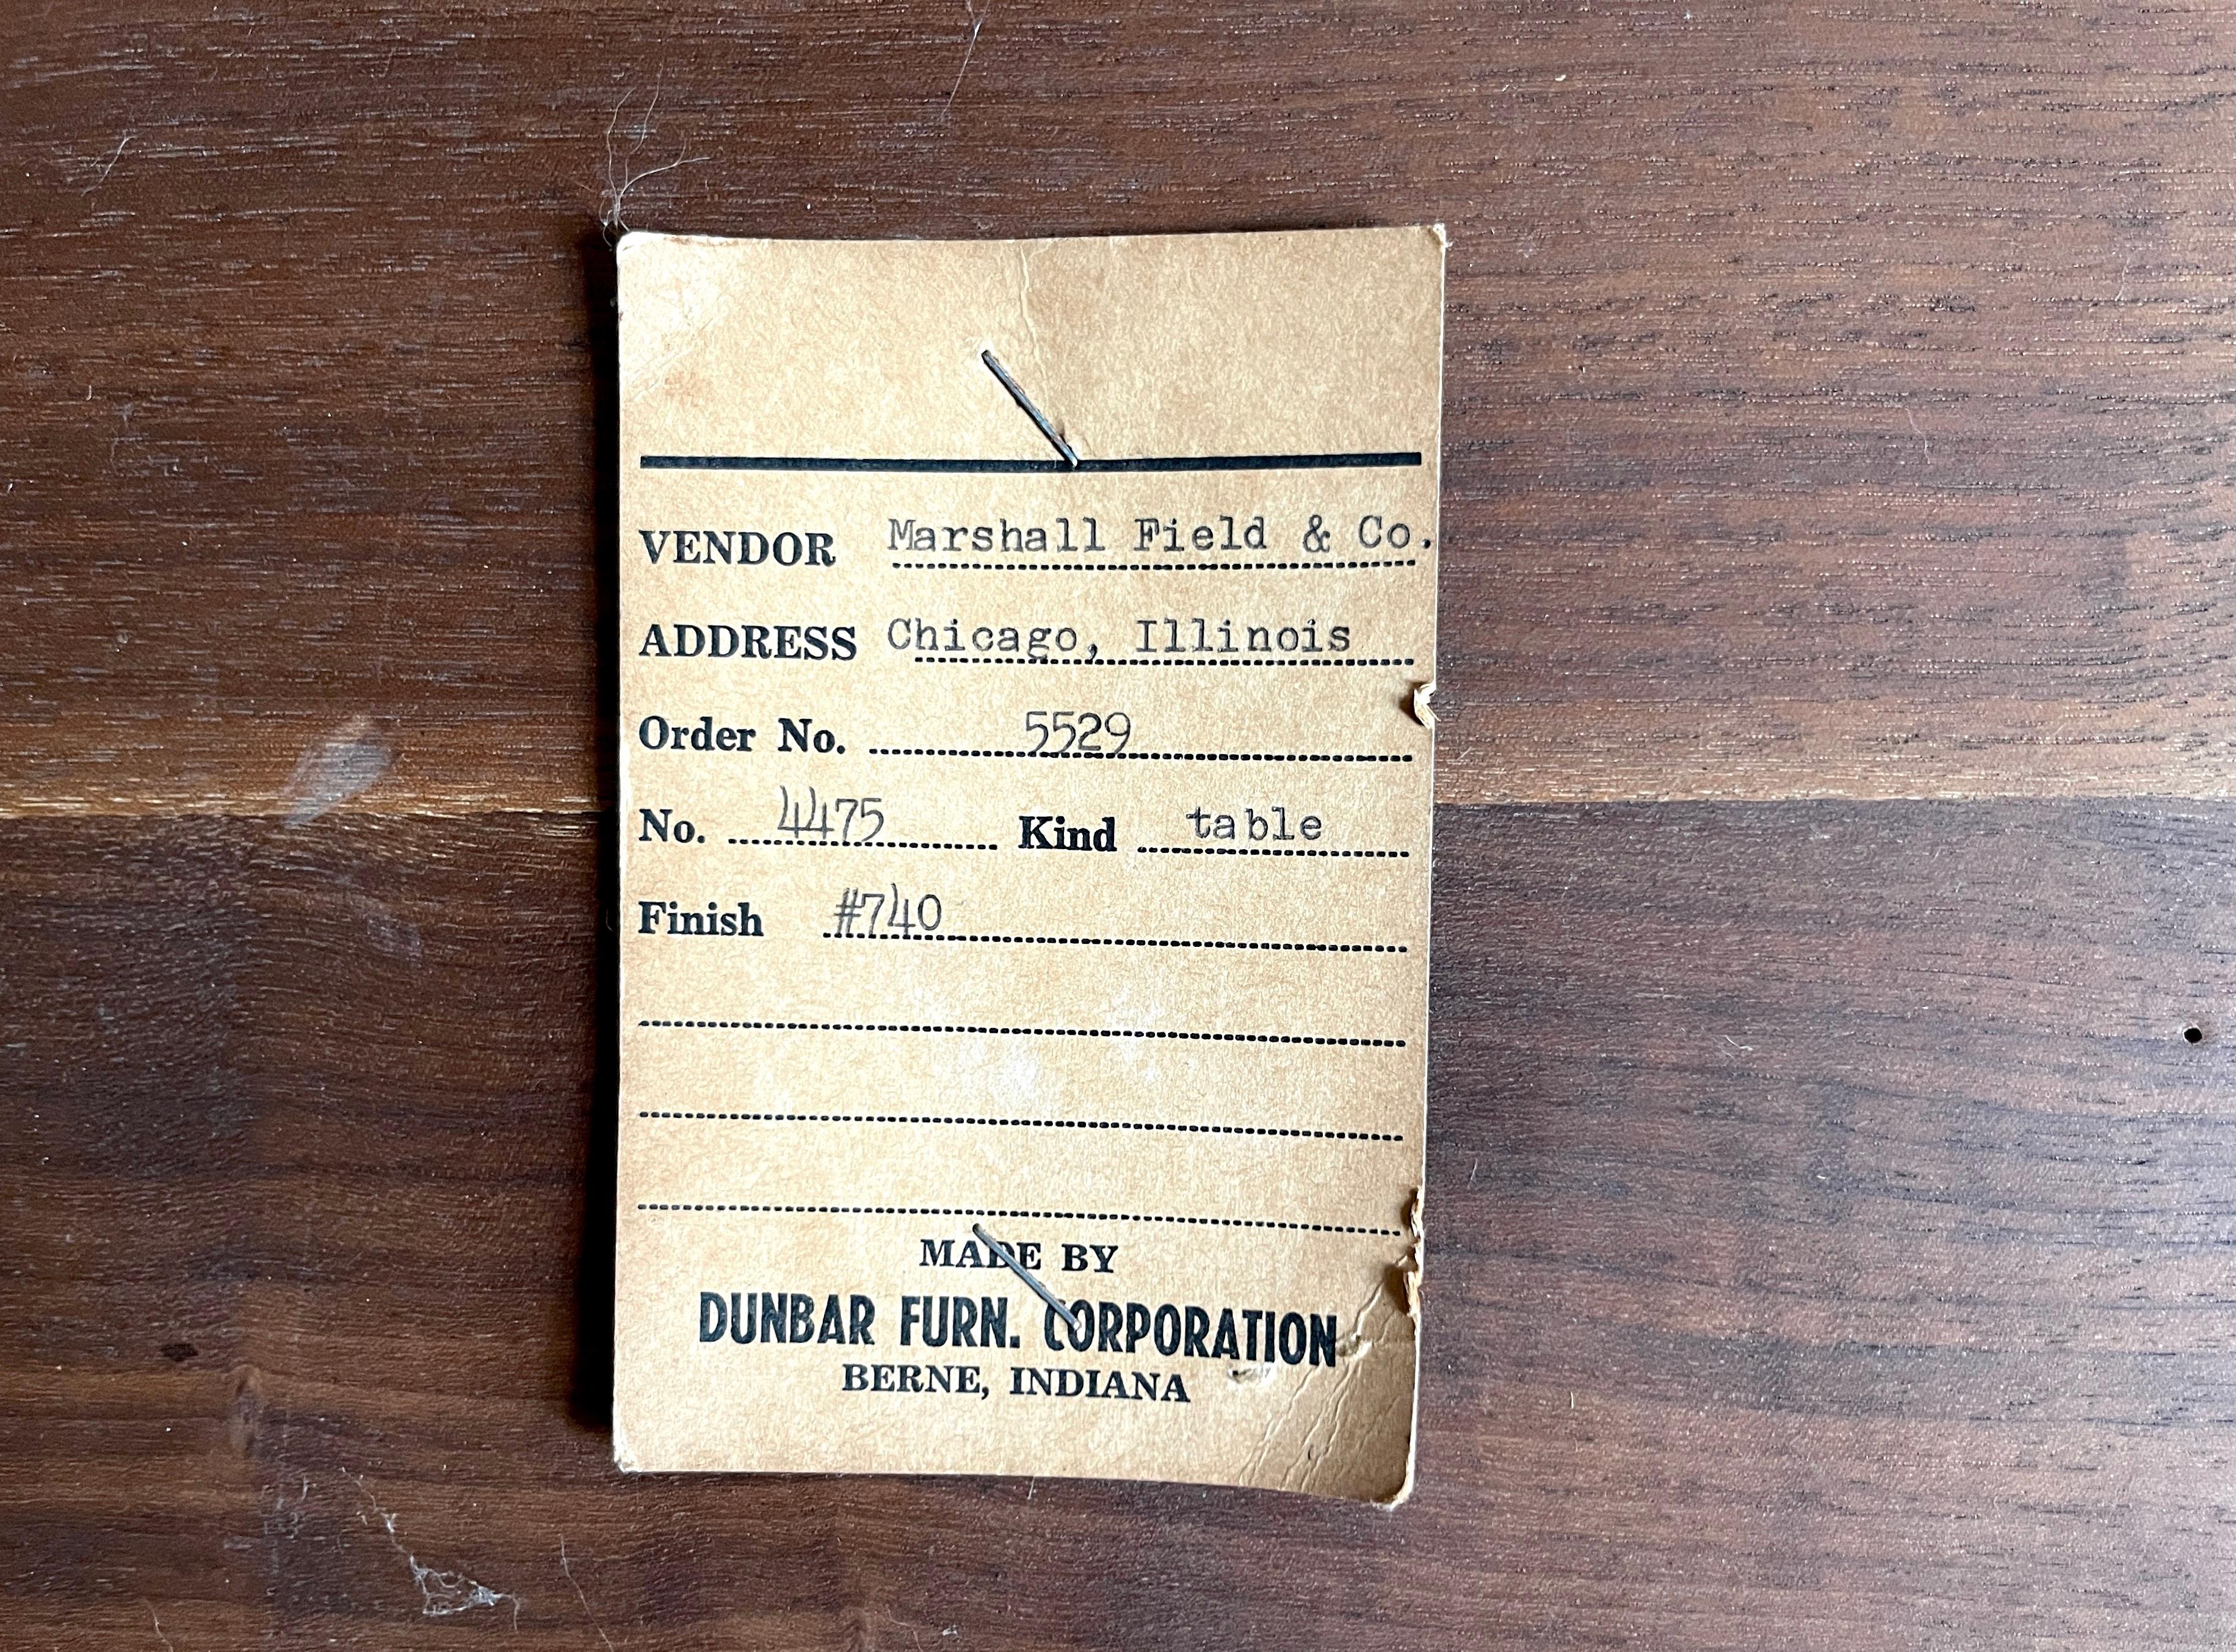 VENDOR Marshall Field & Co.
ADDRESS Chicago, Illinois
Order No. 5529
No. 4475 Kind table
Finish #740
MADE BY
DUNBAR FURN. CORPORATION
BERNE, INDIANA